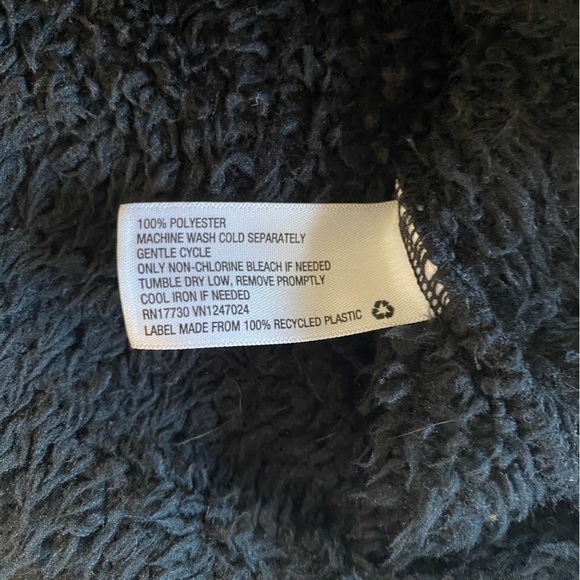 100% POLYESTER
MACHINE WASH COLD SEPARATELY
GENTLE CYCLE
ONLY NON-CHLORINE BLEACH IF NEEDED
TUMBLE DRY LOW, REMOVE PROMPTLY
COOL IRON IF NEEDED
RN17730 VN1247024
LABEL MADE FROM 100% RECYCLED PLASTIC